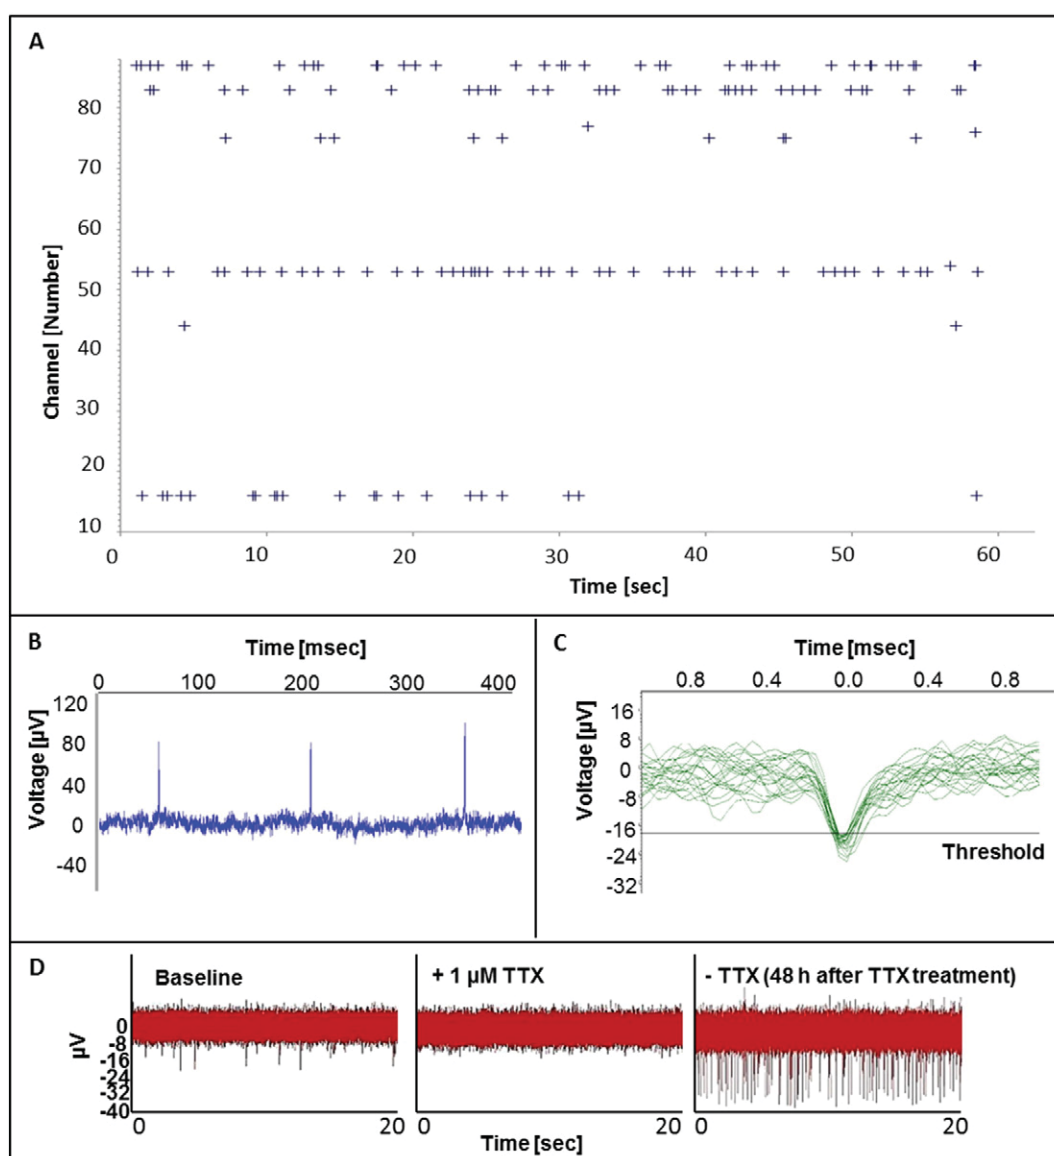 A
Channel [Number]
80
70
60
50
40
30
20
10
0 10 20 30 40 50 60
Time [sec]
B
Time [msec]
0 100 200 300 400
Voltage [µV]
120
80
40
0
-40
C
Time [µsec]
0.8 0.4 0.0 0.4 0.8
Voltage [µV]
16
8
0
-8
-16
-24
-32
Threshold
D
µV
0
-8
-16
-24
-32
-40
Baseline
0 20
+ 1 µM TTX
0 20
- TTX (48 h after TTX treatment)
0 20
Time [sec]